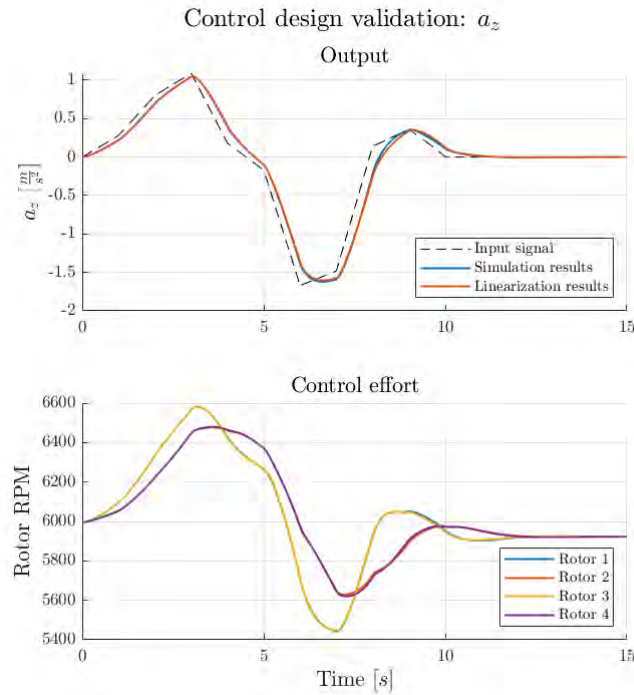 Control design validation: a_z
Output
1
0.5
0
-0.5
-1
-1.5
-2
a_z [m/s²]
Input signal
Simulation results
Linearization results
0 5 10 15
Control effort
6600
6400
6200
6000
5800
5600
5400
Rotor RPM
Rotor 1
Rotor 2
Rotor 3
Rotor 4
0 5 10 15
Time [s]